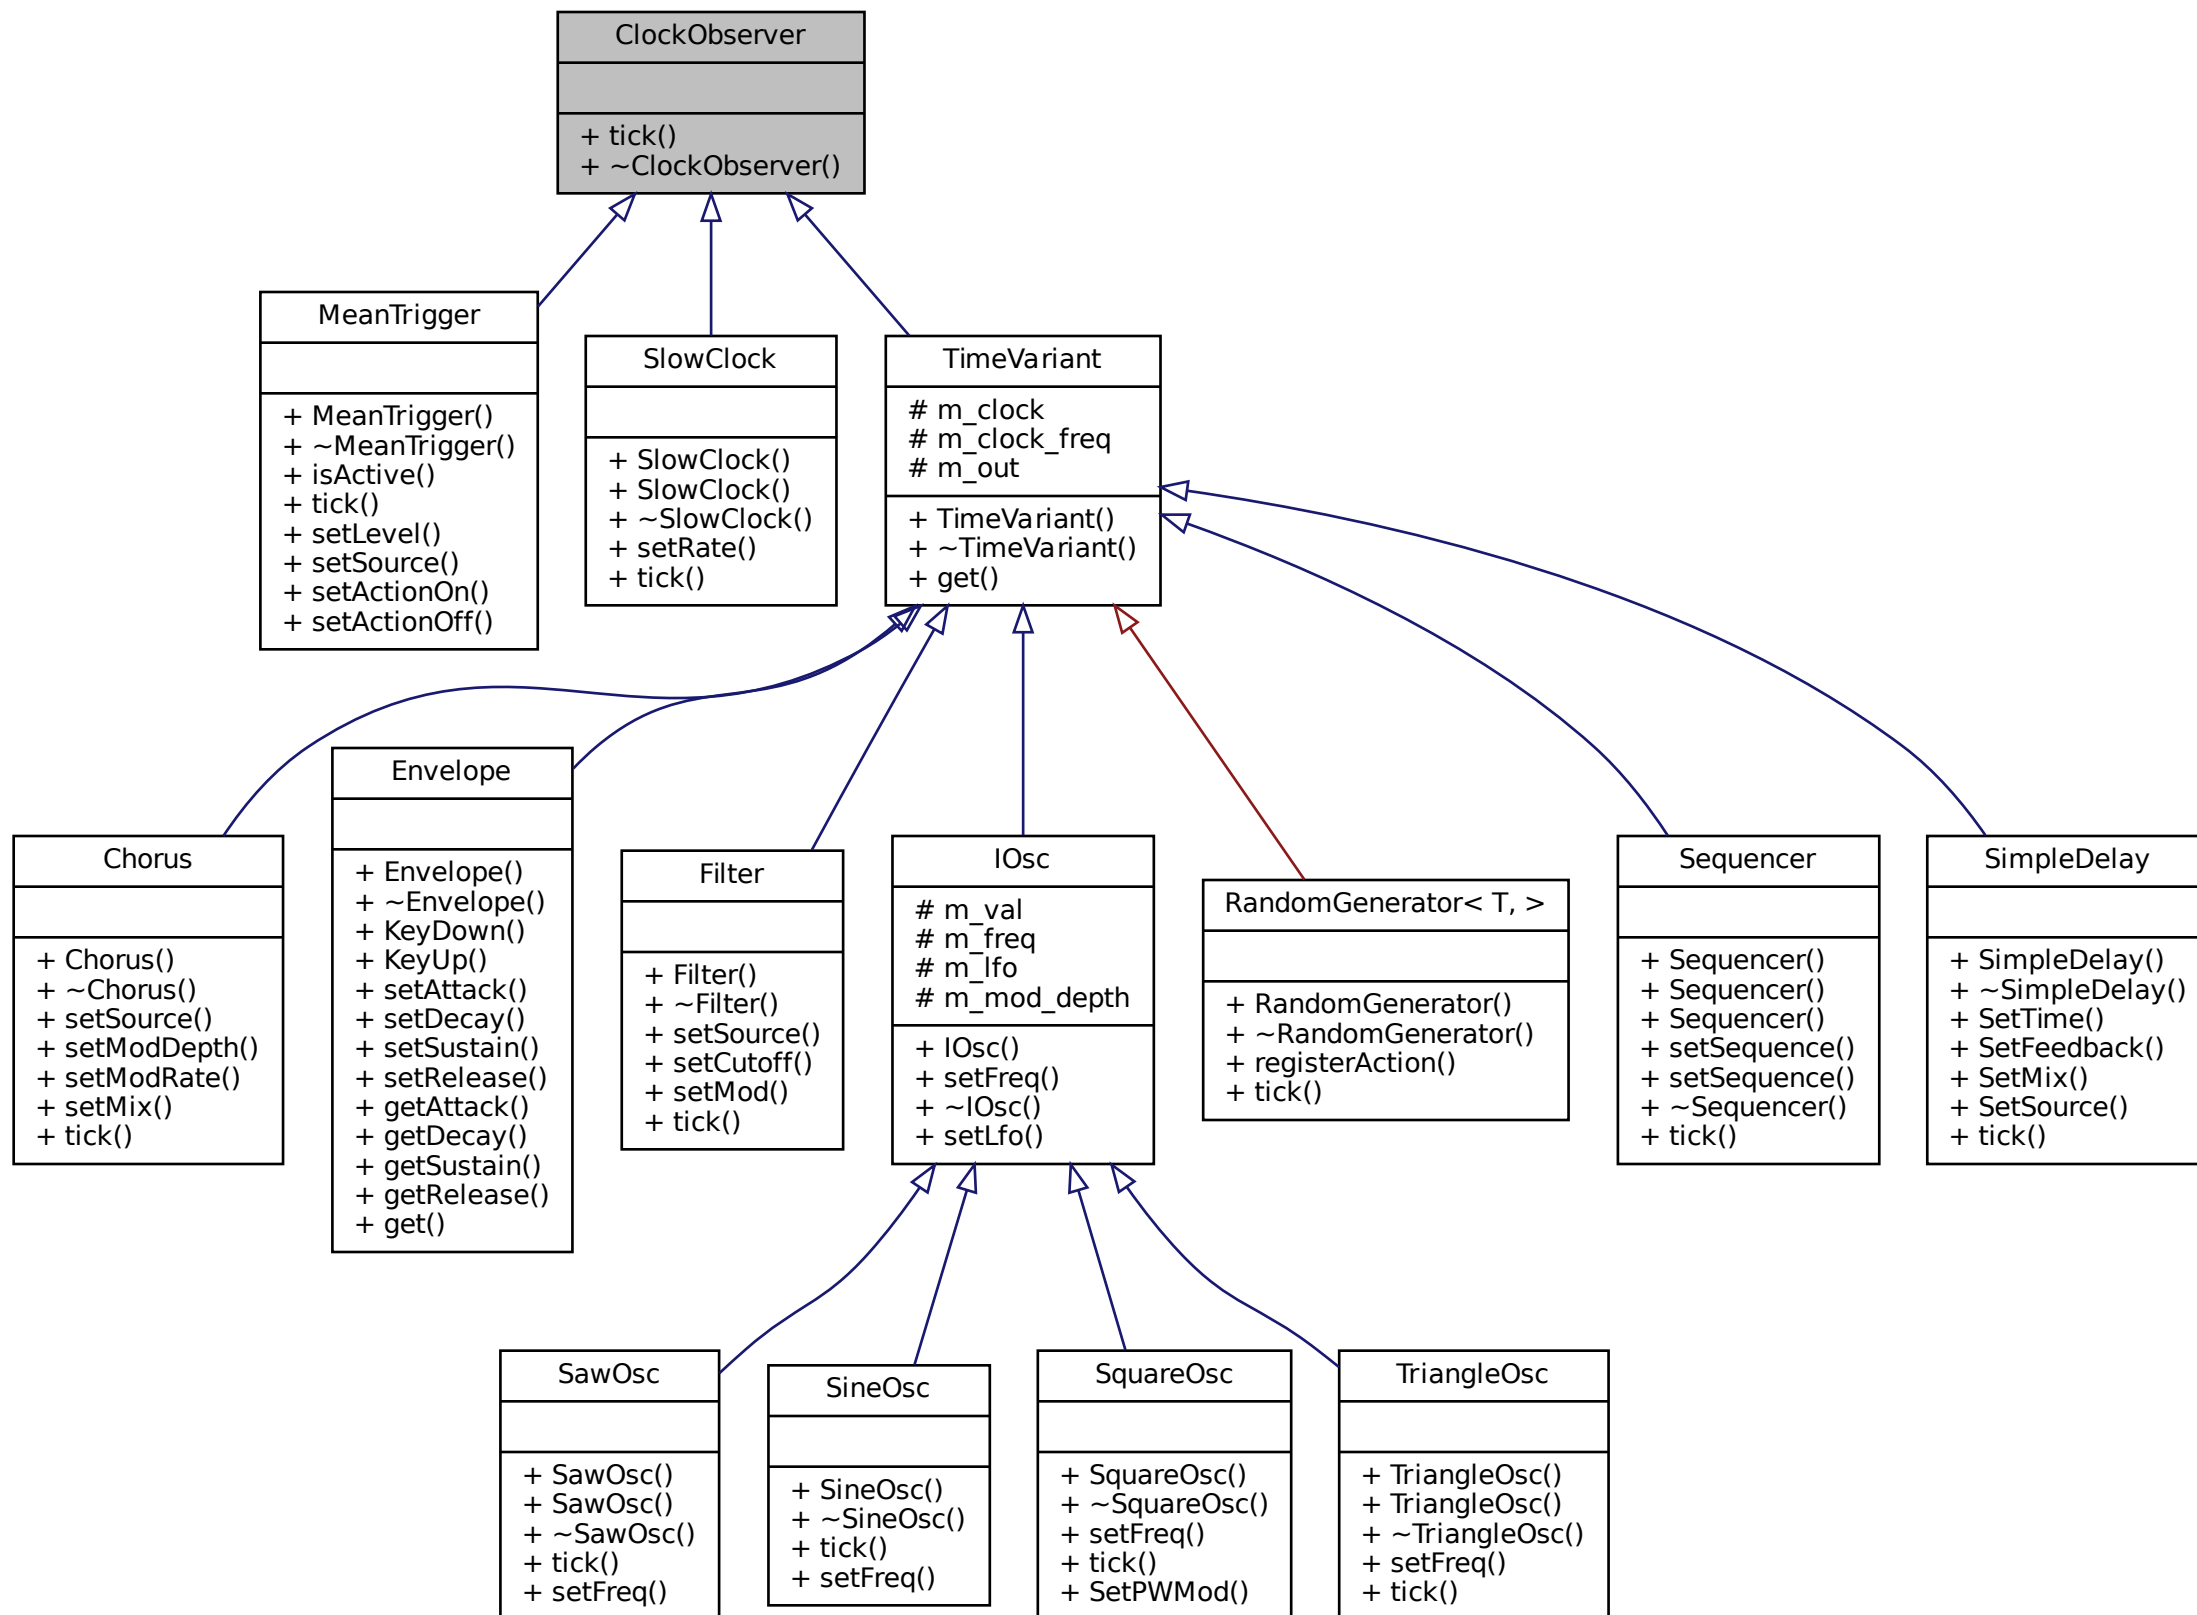 ClockObserver
+ tick()
+ ~ClockObserver()
MeanTrigger
+ MeanTrigger()
+ ~MeanTrigger()
+ isActive()
+ tick()
+ setLevel()
+ setSource()
+ setActionOn()
+ setActionOff()
SlowClock
+ SlowClock()
+ SlowClock()
+ ~SlowClock()
+ setRate()
+ tick()
TimeVariant
# m_clock
# m_clock_freq
# m_out
+ TimeVariant()
+ ~TimeVariant()
+ get()
Chorus
+ Chorus()
+ ~Chorus()
+ setSource()
+ setModDepth()
+ setModRate()
+ setMix()
+ tick()
Envelope
+ Envelope()
+ ~Envelope()
+ KeyDown()
+ KeyUp()
+ setAttack()
+ setDecay()
+ setSustain()
+ setRelease()
+ getAttack()
+ getDecay()
+ getSustain()
+ getRelease()
+ get()
Filter
+ Filter()
+ ~Filter()
+ setSource()
+ setCutoff()
+ setMod()
+ tick()
IOsc
# m_val
# m_freq
# m_lfo
# m_mod_depth
+ IOsc()
+ setFreq()
+ ~IOsc()
+ setLfo()
RandomGenerator< T, >
+ RandomGenerator()
+ ~RandomGenerator()
+ registerAction()
+ tick()
Sequencer
+ Sequencer()
+ Sequencer()
+ Sequencer()
+ setSequence()
+ setSequence()
+ ~Sequencer()
+ tick()
SimpleDelay
+ SimpleDelay()
+ ~SimpleDelay()
+ SetTime()
+ SetFeedback()
+ SetMix()
+ SetSource()
+ tick()
SawOsc
+ SawOsc()
+ SawOsc()
+ ~SawOsc()
+ tick()
+ setFreq()
SineOsc
+ SineOsc()
+ ~SineOsc()
+ tick()
+ setFreq()
SquareOsc
+ SquareOsc()
+ ~SquareOsc()
+ setFreq()
+ tick()
+ SetPWMod()
TriangleOsc
+ TriangleOsc()
+ TriangleOsc()
+ ~TriangleOsc()
+ setFreq()
+ tick()